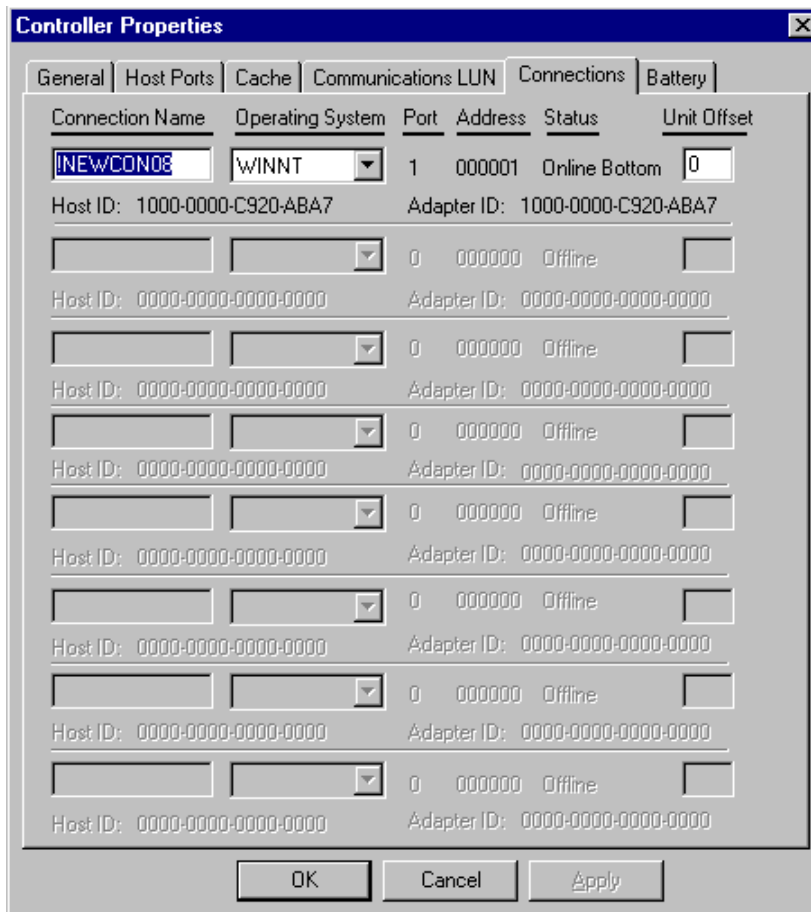 Controller Properties
General Host Ports Cache Communications LUN Connections Battery
Connection Name Operating System Port Address Status Unit Offset
!NEWCON08 WINNT 1 000001 Online Bottom 0
Host ID: 1000-0000-C920-ABA7 Adapter ID: 1000-0000-C920-ABA7
0 000000 Offline
Host ID: 0000-0000-0000-0000 Adapter ID: 0000-0000-0000-0000
0 000000 Offline
Host ID: 0000-0000-0000-0000 Adapter ID: 0000-0000-0000-0000
0 000000 Offline
Host ID: 0000-0000-0000-0000 Adapter ID: 0000-0000-0000-0000
0 000000 Offline
Host ID: 0000-0000-0000-0000 Adapter ID: 0000-0000-0000-0000
0 000000 Offline
Host ID: 0000-0000-0000-0000 Adapter ID: 0000-0000-0000-0000
0 000000 Offline
Host ID: 0000-0000-0000-0000 Adapter ID: 0000-0000-0000-0000
0 000000 Offline
Host ID: 0000-0000-0000-0000 Adapter ID: 0000-0000-0000-0000
OK Cancel Apply